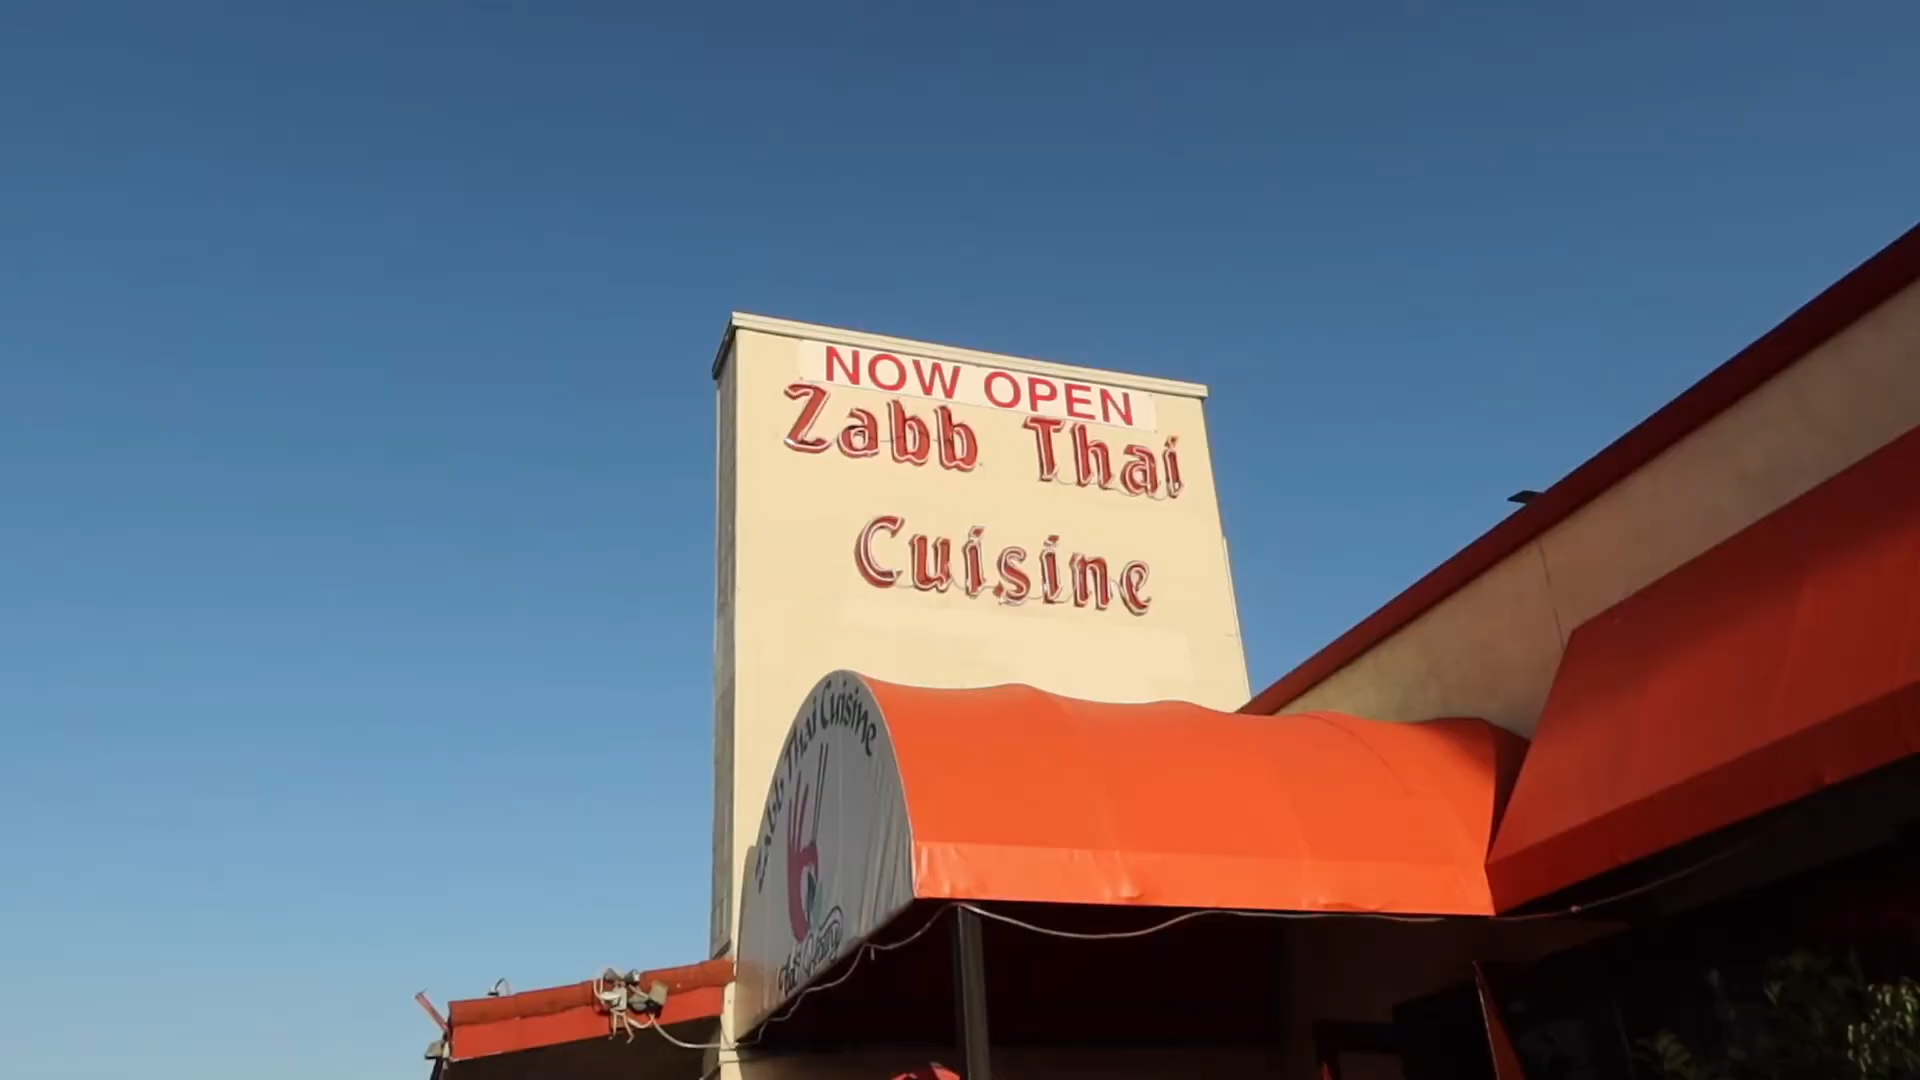 NOW OPEN
Zabb Thai
Cuisine
Zabb Thai Cuisine